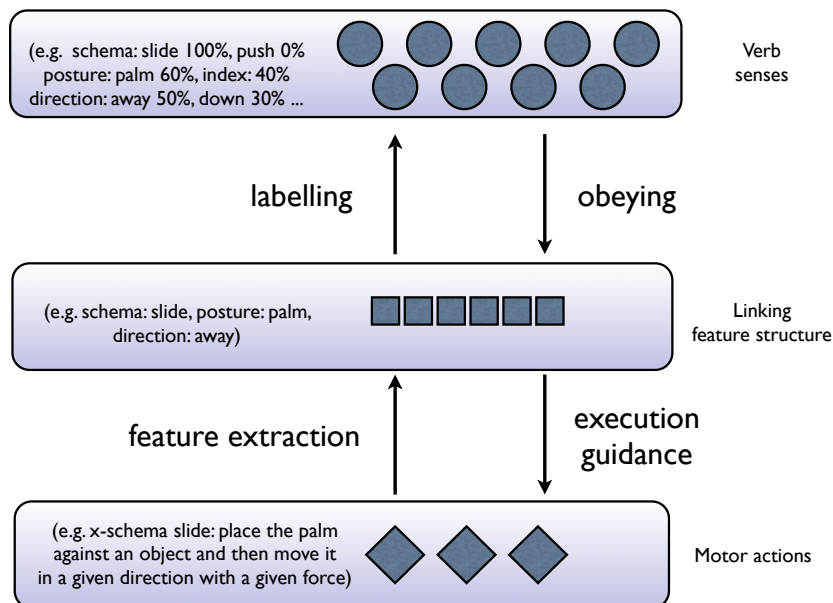 (e.g. schema: slide 100%, push 0%
posture: palm 60%, index: 40%
direction: away 50%, down 30% ...
Verb
senses
labelling
obeying
(e.g. schema: slide, posture: palm,
direction: away)
Linking
feature structure
feature extraction
execution
guidance
(e.g. x-schema slide: place the palm
against an object and then move it
in a given direction with a given force)
Motor actions